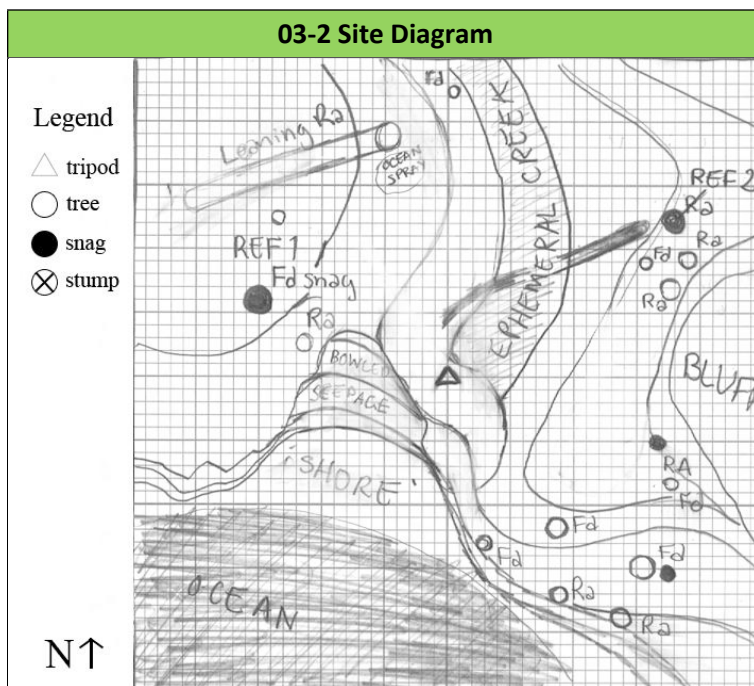 03-2 Site Diagram
Legend
tripod
tree
snag
stump
N↑
Fd
Leaning Ra
OCEAN
SPRAY
EPHEMERAL CREEK
REF 2
Ra
Fd
Ra
Ra
REF 1
Fd snag
Ra
BOWLED
SEEPAGE
SHORE
BLUFF
RA
Fd
Fd
Fd
Fd
Ra
Ra
OCEAN